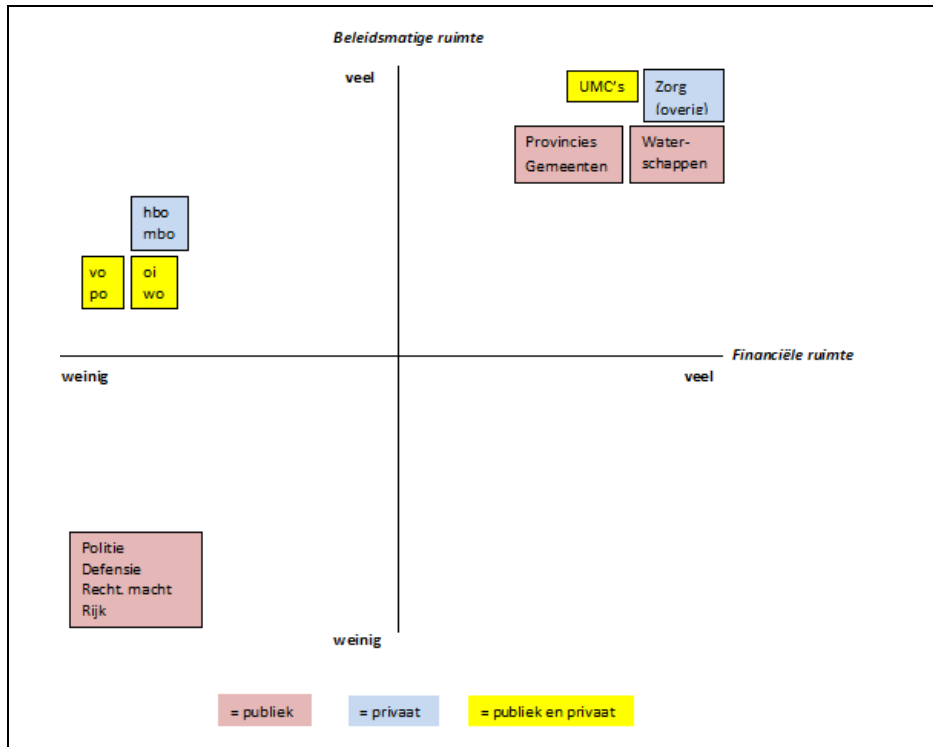 Beleidsmatige ruimte
veel
UMC's
Zorg
(overig)
Provincies
Gemeenten
Water-
schappen
hbo
mbo
vo
po
oi
wo
Financiële ruimte
weinig
veel
Politie
Defensie
Recht. macht
Rijk
weinig
= publiek
= privaat
= publiek en privaat